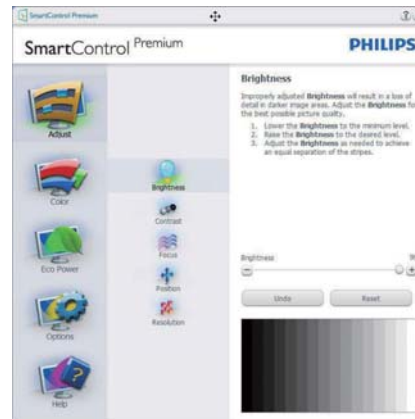 SmartControl Premium
SmartControl Premium
PHILIPS
Adjust
Color
Eco Power
Options
Help
Brightness
Contrast
Focus
Position
Resolution
Brightness
Improperly adjusted Brightness will result in a loss of
detail in darker image areas. Adjust the Brightness for
the best possible picture quality.
1. Lower the Brightness to the minimum level.
2. Raise the Brightness to the desired level.
3. Adjust the Brightness as needed to achieve
an equal separation of the stripes.
Brightness
Undo
Reset